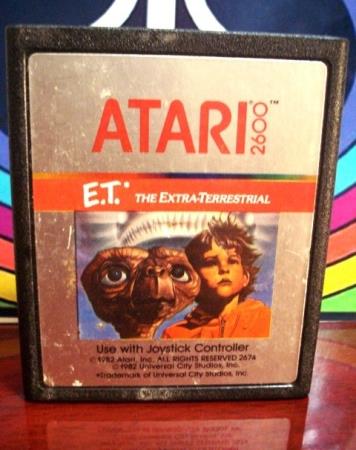 ATARI® 2600™
E.T.* THE EXTRA-TERRESTRIAL
Use with Joystick Controller
© 1982 Atari, Inc. ALL RIGHTS RESERVED 2674
© 1982 Universal City Studios, Inc.
*Trademark of Universal City Studios, Inc.